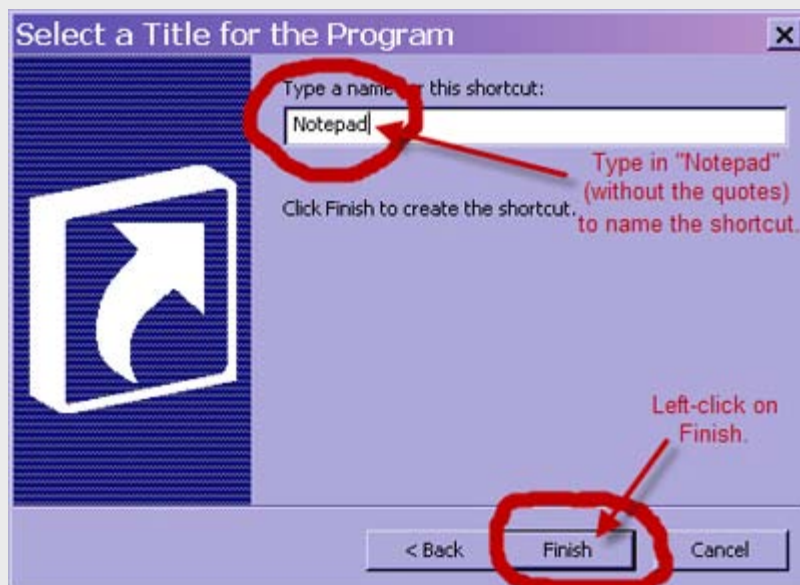 Select a Title for the Program
Type a name for this shortcut:
Notepad
Type in "Notepad"
(without the quotes)
to name the shortcut.
Click Finish to create the shortcut.
Left-click on
Finish.
< Back
Finish
Cancel